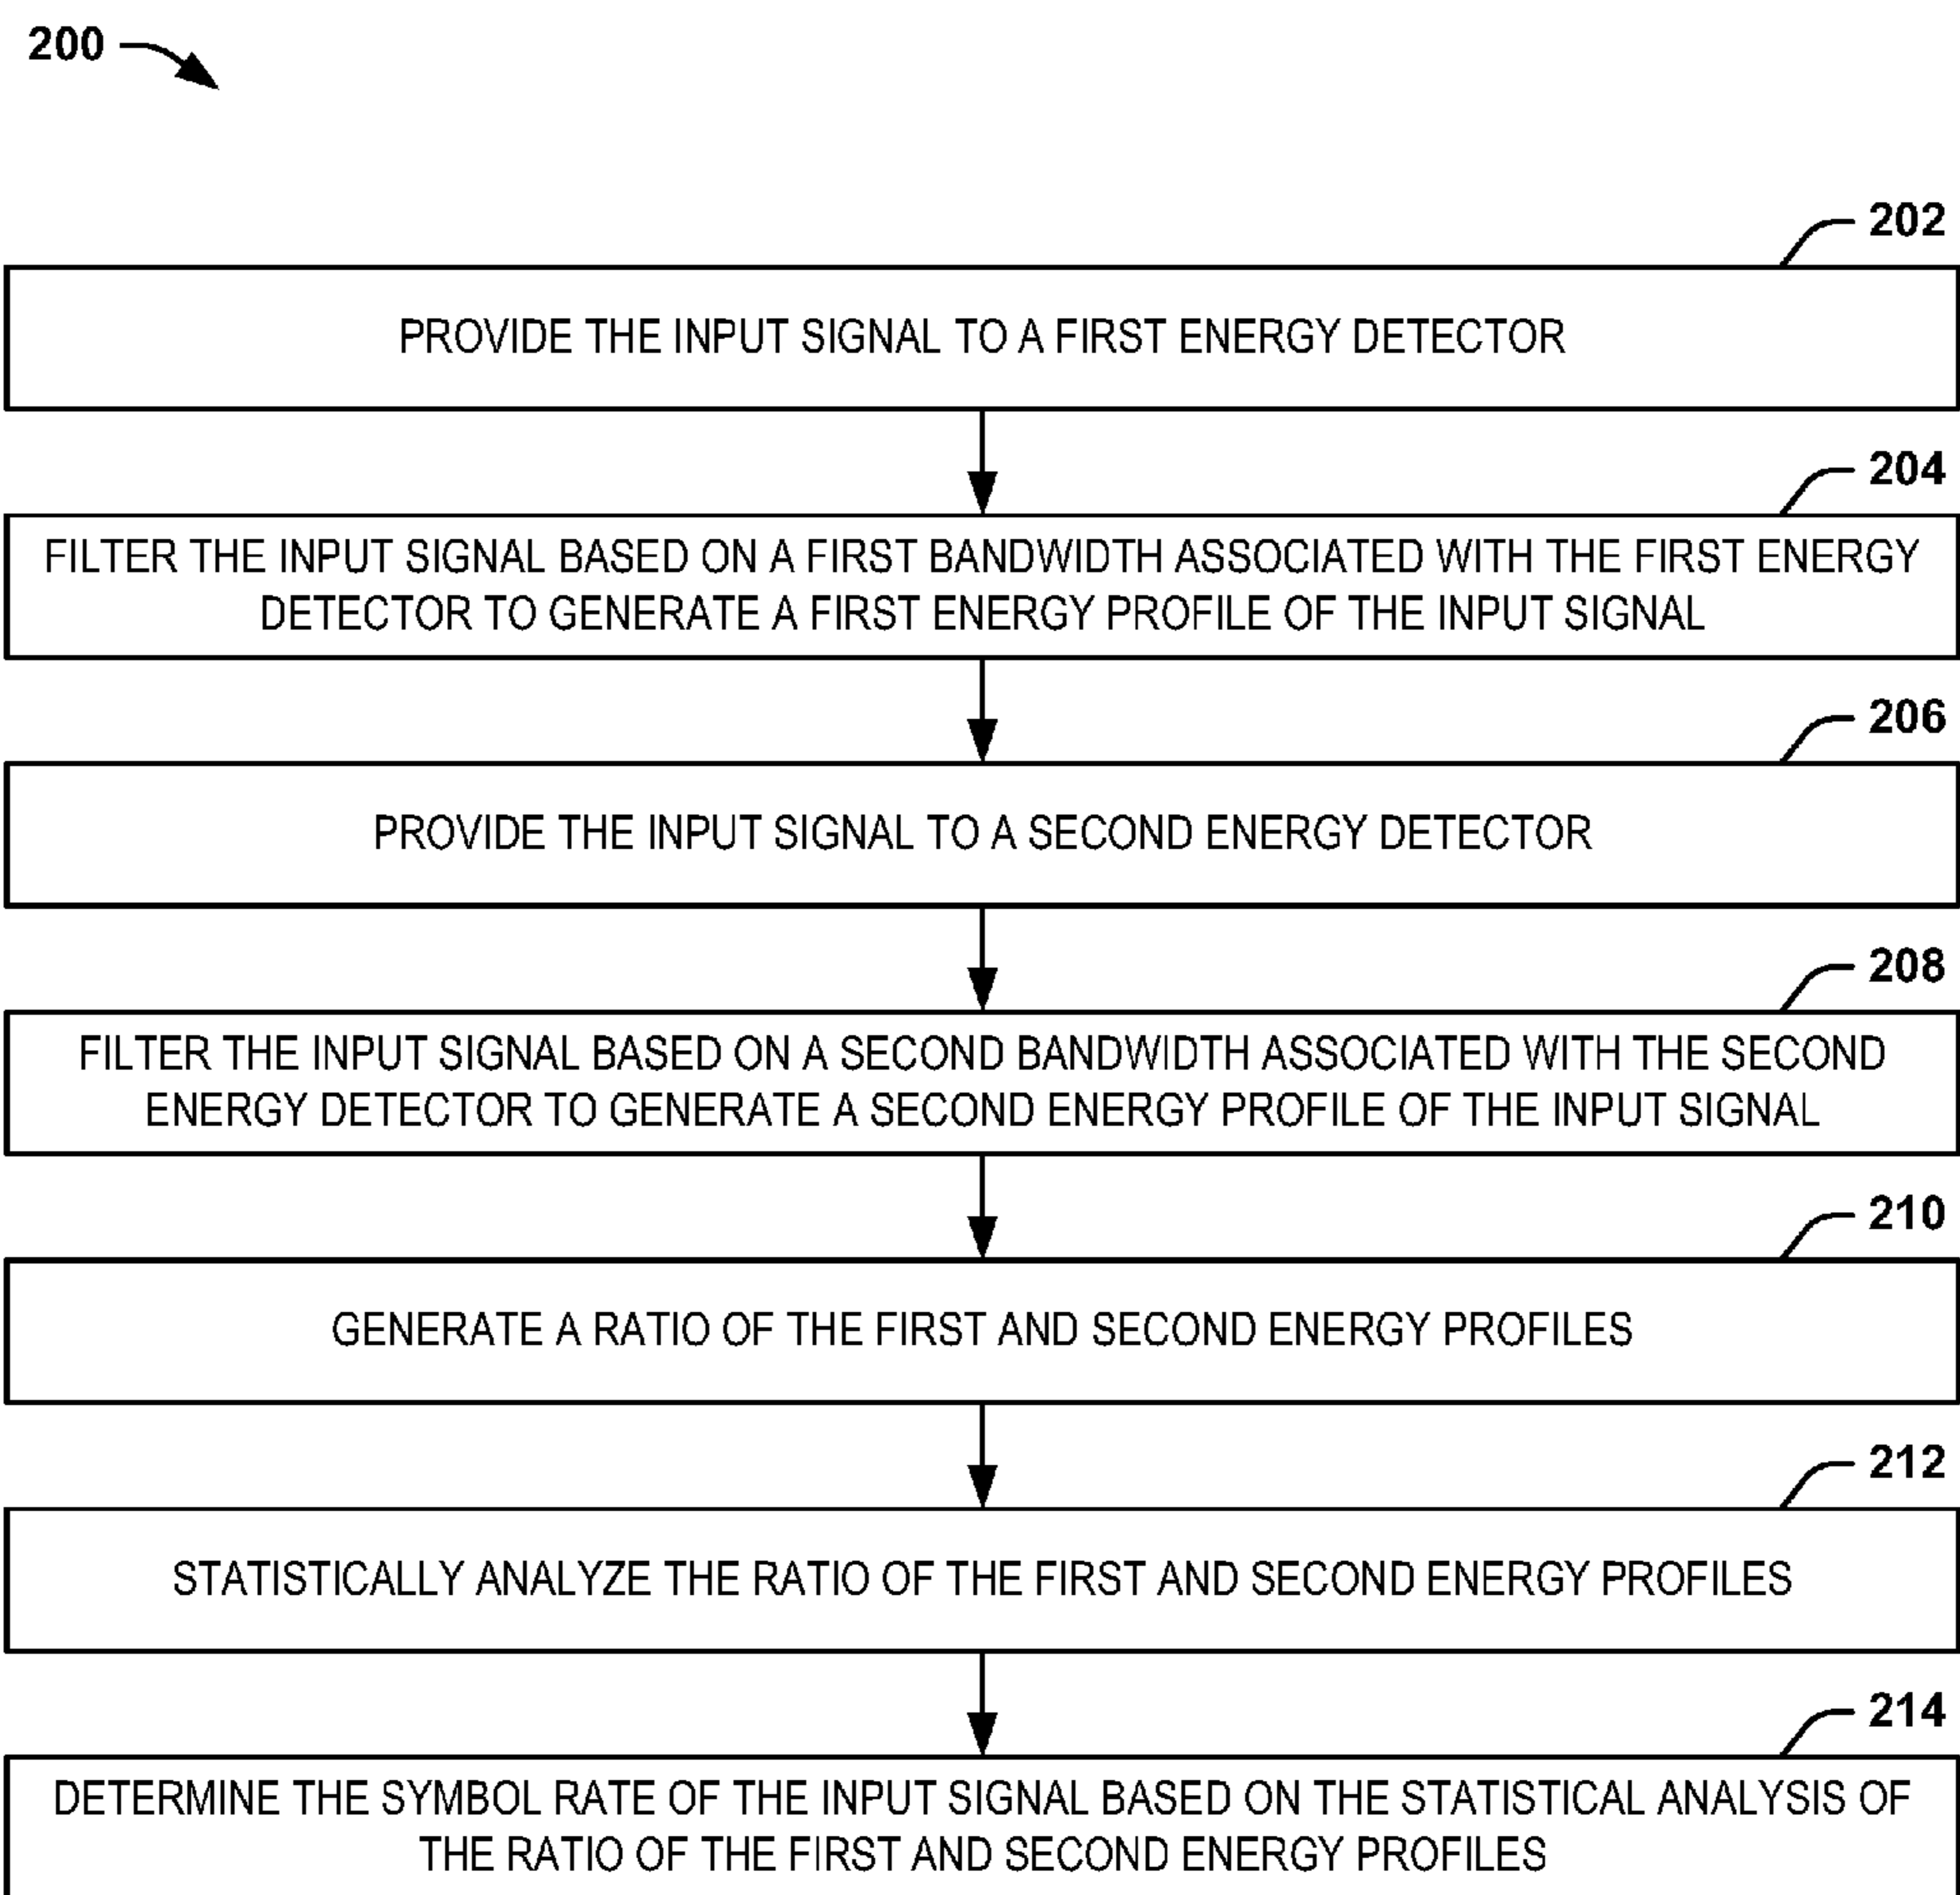 200
202
PROVIDE THE INPUT SIGNAL TO A FIRST ENERGY DETECTOR
204
FILTER THE INPUT SIGNAL BASED ON A FIRST BANDWIDTH ASSOCIATED WITH THE FIRST ENERGY
DETECTOR TO GENERATE A FIRST ENERGY PROFILE OF THE INPUT SIGNAL
206
PROVIDE THE INPUT SIGNAL TO A SECOND ENERGY DETECTOR
208
FILTER THE INPUT SIGNAL BASED ON A SECOND BANDWIDTH ASSOCIATED WITH THE SECOND
ENERGY DETECTOR TO GENERATE A SECOND ENERGY PROFILE OF THE INPUT SIGNAL
210
GENERATE A RATIO OF THE FIRST AND SECOND ENERGY PROFILES
212
STATISTICALLY ANALYZE THE RATIO OF THE FIRST AND SECOND ENERGY PROFILES
214
DETERMINE THE SYMBOL RATE OF THE INPUT SIGNAL BASED ON THE STATISTICAL ANALYSIS OF
THE RATIO OF THE FIRST AND SECOND ENERGY PROFILES